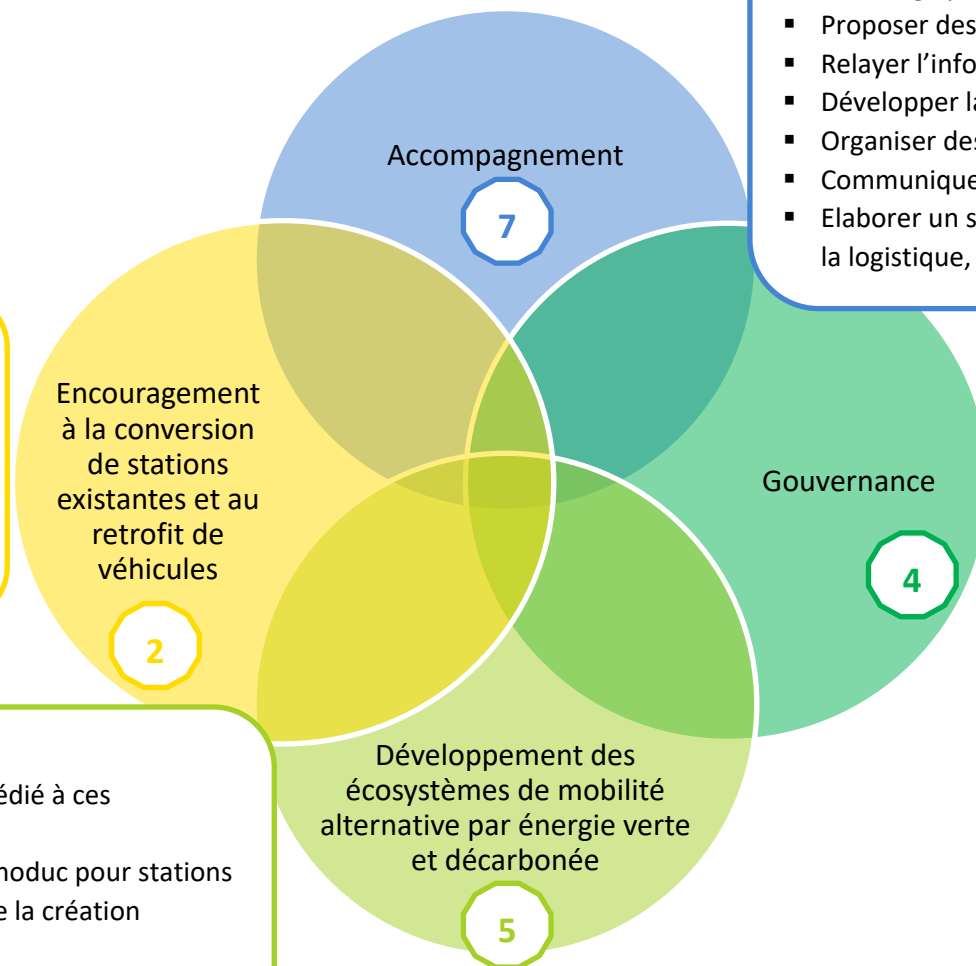 ▪ Proposer des
▪ Relayer l’info
▪ Développer la
▪ Organiser des
▪ Communique
▪ Elaborer un s
la logistique,
Accompagnement
7
Encouragement
à la conversion
de stations
existantes et au
retrofit de
véhicules
2
Gouvernance
4
édié à ces
noduc pour stations
e la création
Développement des
écosystèmes de mobilité
alternative par énergie verte
et décarbonée
5